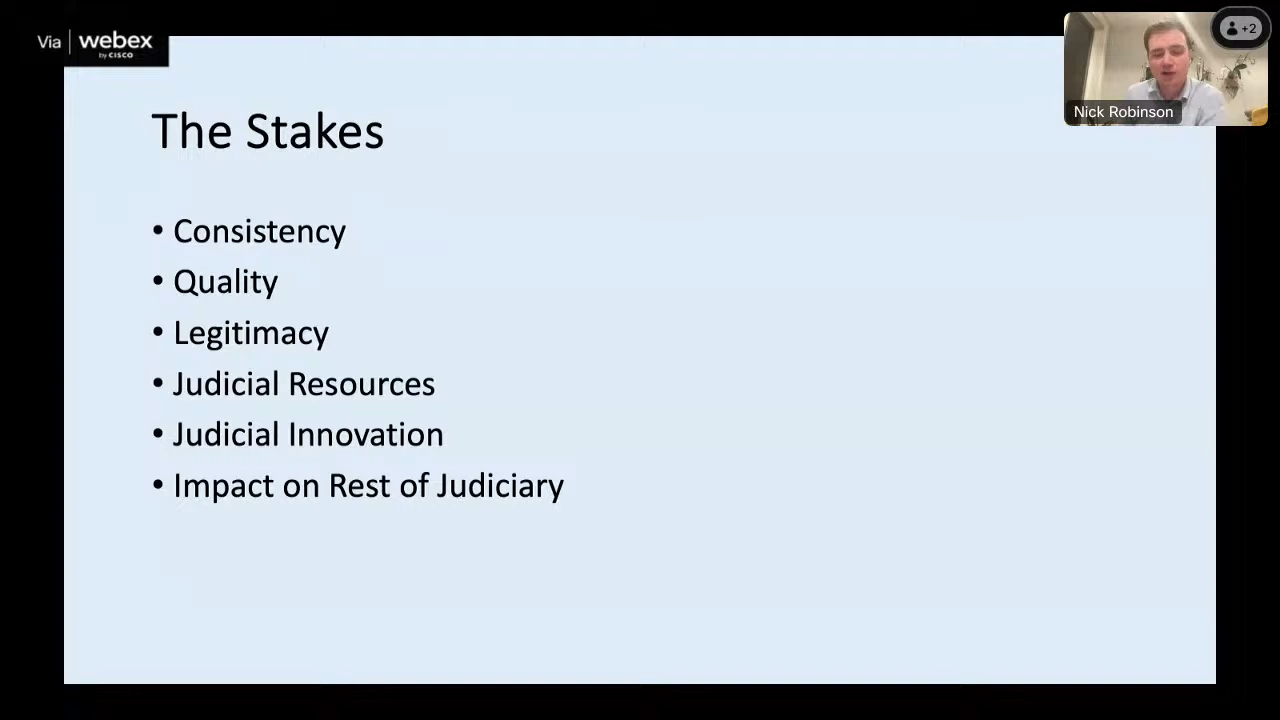 Via webex
by CISCO
+2
Nick Robinson
The Stakes
• Consistency
• Quality
• Legitimacy
• Judicial Resources
• Judicial Innovation
• Impact on Rest of Judiciary